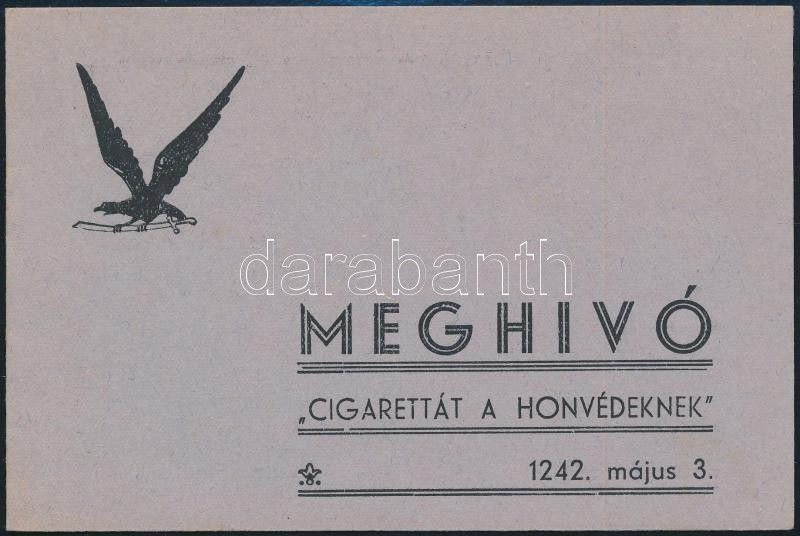 darabanth
MEGHIVÓ
„CIGARETTÁT A HONVÉDEKNEK”
1242. május 3.